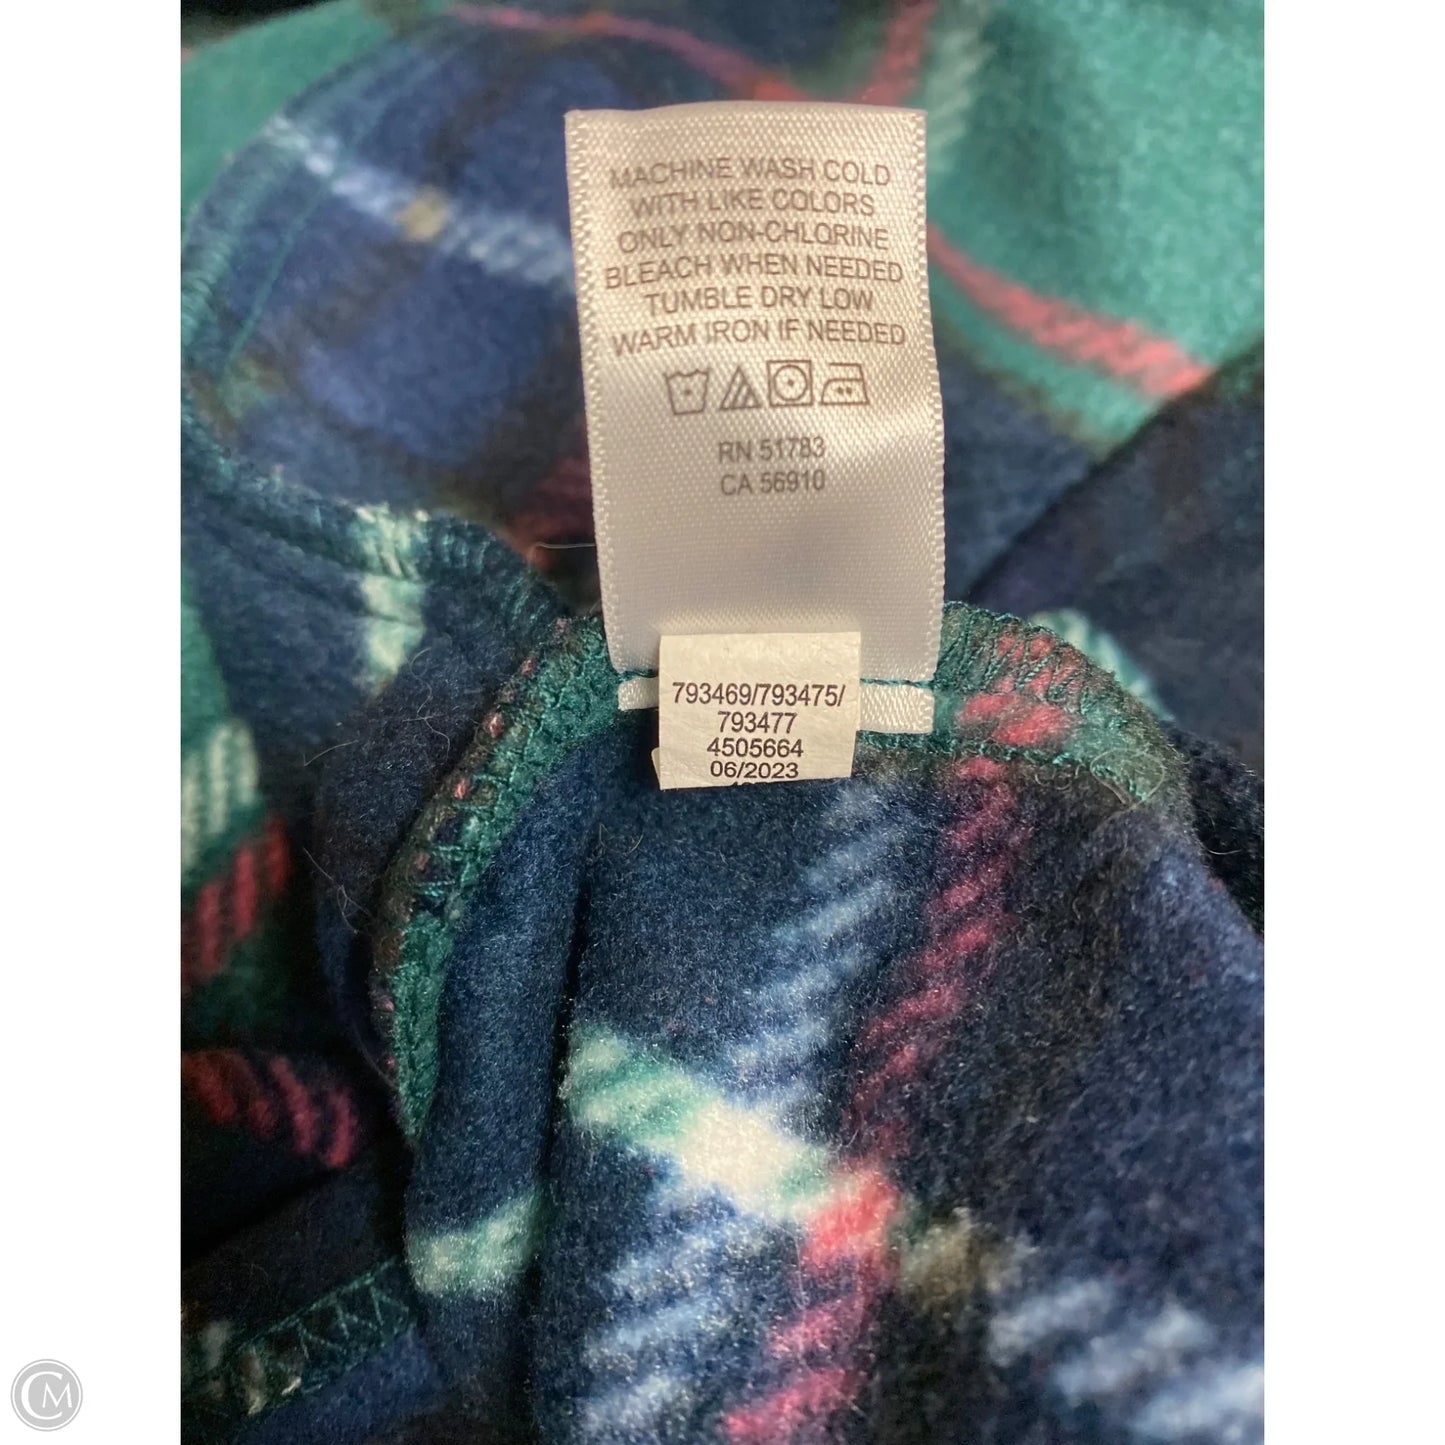 MACHINE WASH COLD
WITH LIKE COLORS
ONLY NON-CHLORINE
BLEACH WHEN NEEDED
TUMBLE DRY LOW
WARM IRON IF NEEDED
RN 51783
CA 56910
793469/793475/
793477
4505664
06/2023
CM